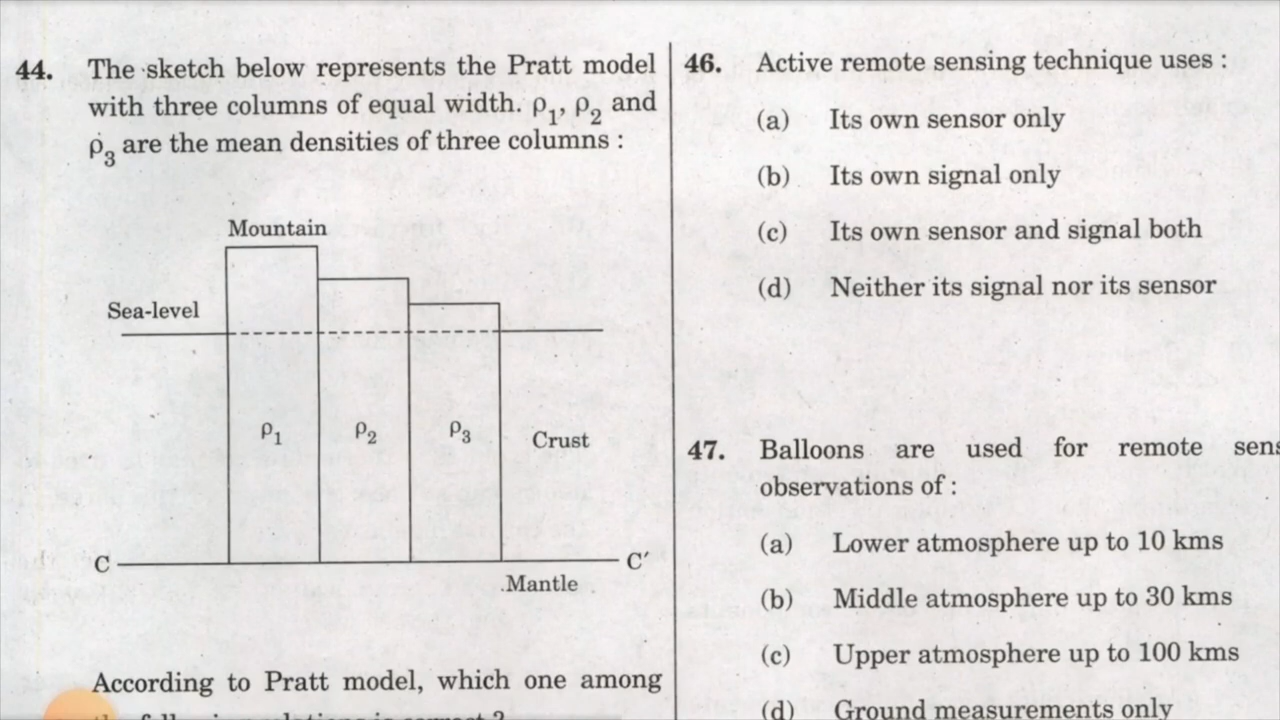 44. The sketch below represents the Pratt model
with three columns of equal width. ρ₁, ρ₂ and
ρ₃ are the mean densities of three columns :
Mountain
Sea-level
ρ₁ ρ₂ ρ₃ Crust
C C′
Mantle
According to Pratt model, which one among
46. Active remote sensing technique uses :
(a) Its own sensor only
(b) Its own signal only
(c) Its own sensor and signal both
(d) Neither its signal nor its sensor
47. Balloons are used for remote sens
observations of :
(a) Lower atmosphere up to 10 kms
(b) Middle atmosphere up to 30 kms
(c) Upper atmosphere up to 100 kms
(d) Ground measurements only